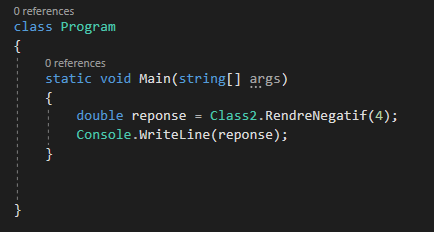 0 references
class Program
{
0 references
static void Main(string[] args)
{
double reponse = Class2.RendreNegatif(4);
Console.WriteLine(reponse);
}
}